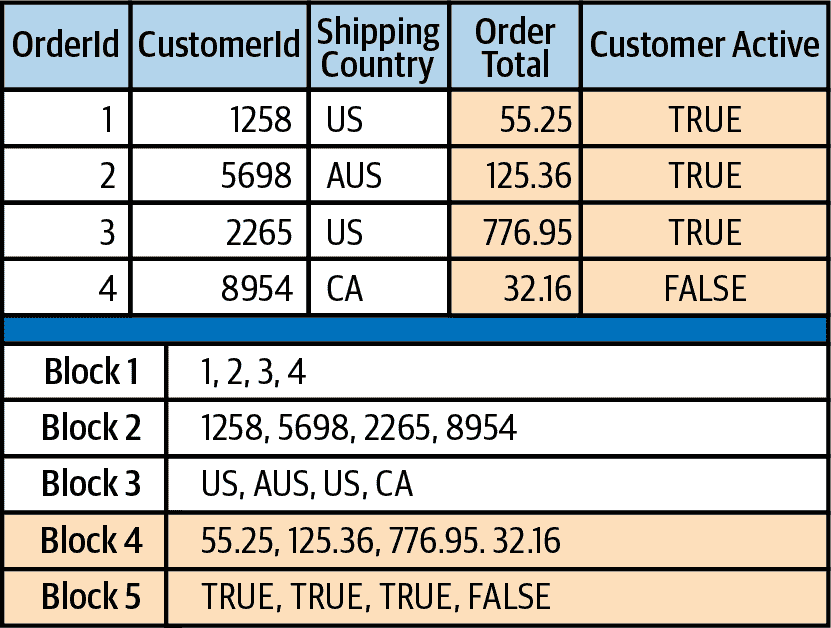 OrderId CustomerId Shipping Country Order Total Customer Active
1 1258 US 55.25 TRUE
2 5698 AUS 125.36 TRUE
3 2265 US 776.95 TRUE
4 8954 CA 32.16 FALSE
Block 1 1, 2, 3, 4
Block 2 1258, 5698, 2265, 8954
Block 3 US, AUS, US, CA
Block 4 55.25, 125.36, 776.95. 32.16
Block 5 TRUE, TRUE, TRUE, FALSE